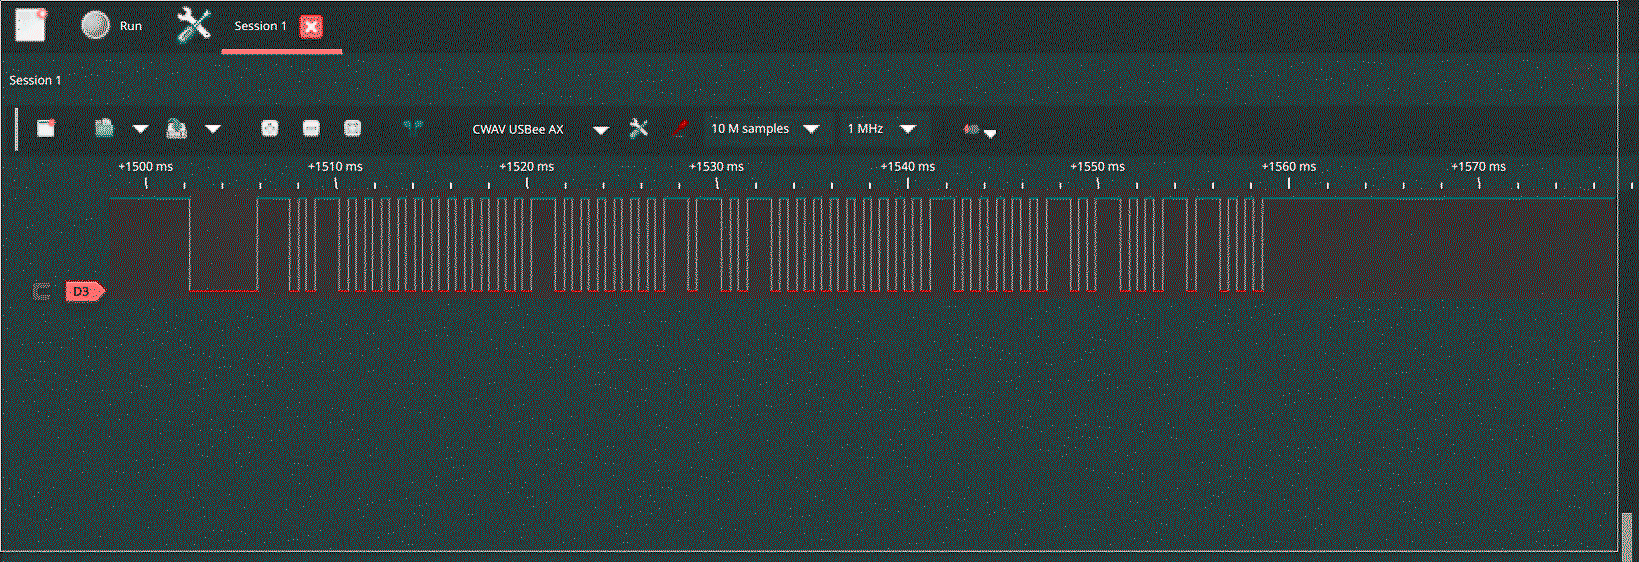 Run
Session 1
Session 1
CWAV USBee AX
10 M samples
1 MHz
+1500 ms
+1510 ms
+1520 ms
+1530 ms
+1540 ms
+1550 ms
+1560 ms
+1570 ms
D3